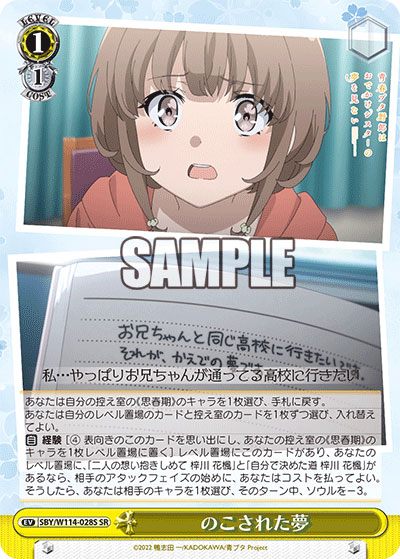 LEVEL
1
1
COST
青春ブタ野郎は
おでかけシスターの
夢を見ない
SAMPLE
お兄ちゃんと同じ高校に行きたい。
それが、かえでの夢です
私…やっぱりお兄ちゃんが通ってる高校に行きたい。
あなたは自分の控え室の《思春期》のキャラを1枚選び、手札に戻す。
あなたは自分のレベル置場のカードと控え室のカードを1枚ずつ選び、入れ替え
てよい。
経験 [④ 表向きのこのカードを思い出にし、あなたの控え室の《思春期》の
キャラを1枚レベル置場に置く] レベル置場にこのカードがあり、あなたのレ
ベル置場に、「二人の想い抱きしめて 梓川 花楓」と「自分で決めた道 梓川 花楓」が
あるなら、相手のアタックフェイズの始めに、あなたはコストを払ってよい。
そうしたら、あなたは相手のキャラを1枚選び、そのターン中、ソウルを－3。
EV
SBY/W114-028S SR
のこされた夢
©2022 鴨志田 一/KADOKAWA/青ブタ Project